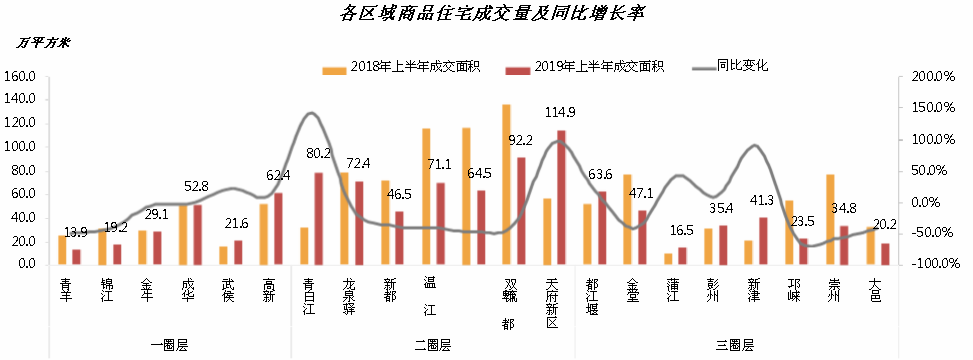 各区域商品住宅成交量及同比增长率
万平方米
2018年上半年成交面积 2019年上半年成交面积 同比变化
160.0
140.0
120.0
100.0
80.0
60.0
40.0
20.0
0.0
200.0%
150.0%
100.0%
50.0%
0.0%
-50.0%
-100.0%
13.9 19.2 29.1 52.8 21.6 62.4 80.2 72.4 46.5 71.1 64.5 92.2 114.9 63.6 47.1 16.5 35.4 41.3 23.5 34.8 20.2
青羊 锦江 金牛 成华 武侯 高新 青白江 龙泉驿 新都 温江 双 都 天府新区 都江堰 金堂 蒲江 彭州 新津 邛崃 崇州 大邑
一圈层 二圈层 三圈层